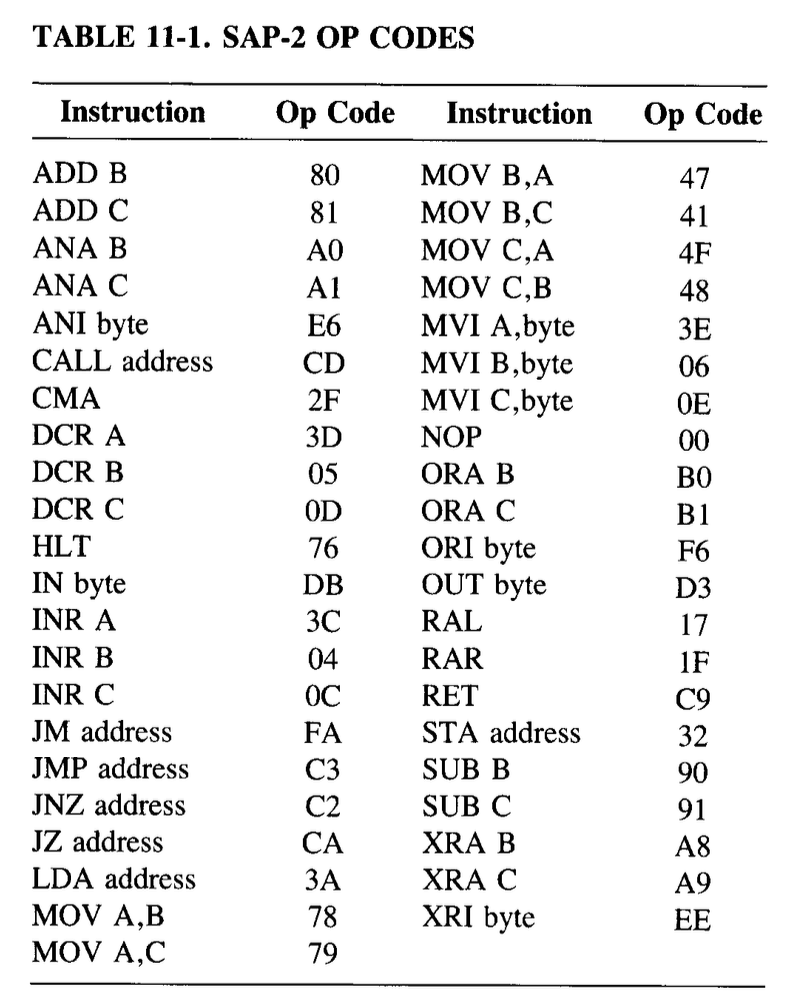 TABLE 11-1. SAP-2 OP CODES
Instruction Op Code Instruction Op Code
ADD B 80 MOV B,A 47
ADD C 81 MOV B,C 41
ANA B A0 MOV C,A 4F
ANA C A1 MOV C,B 48
ANI byte E6 MVI A,byte 3E
CALL address CD MVI B,byte 06
CMA 2F MVI C,byte 0E
DCR A 3D NOP 00
DCR B 05 ORA B B0
DCR C 0D ORA C B1
HLT 76 ORI byte F6
IN byte DB OUT byte D3
INR A 3C RAL 17
INR B 04 RAR 1F
INR C 0C RET C9
JM address FA STA address 32
JMP address C3 SUB B 90
JNZ address C2 SUB C 91
JZ address CA XRA B A8
LDA address 3A XRA C A9
MOV A,B 78 XRI byte EE
MOV A,C 79